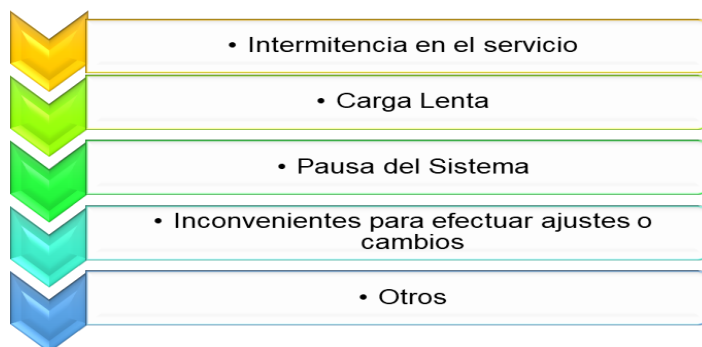 • Intermitencia en el servicio
• Carga Lenta
• Pausa del Sistema
• Inconvenientes para efectuar ajustes o
cambios
• Otros